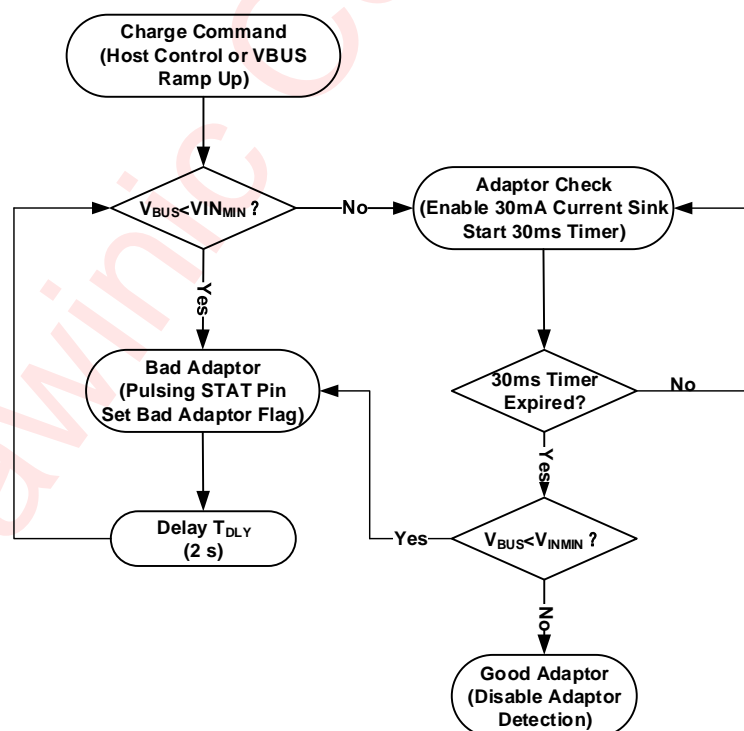 Charge Command
(Host Control or VBUS
Ramp Up)
VBUS<VINMIN ?
No
Adaptor Check
(Enable 30mA Current Sink
Start 30ms Timer)
Yes
Bad Adaptor
(Pulsing STAT Pin
Set Bad Adaptor Flag)
30ms Timer
Expired?
No
Yes
Delay TDLY
(2 s)
Yes
VBUS<VINMIN ?
No
Good Adaptor
(Disable Adaptor
Detection)
awinic Co